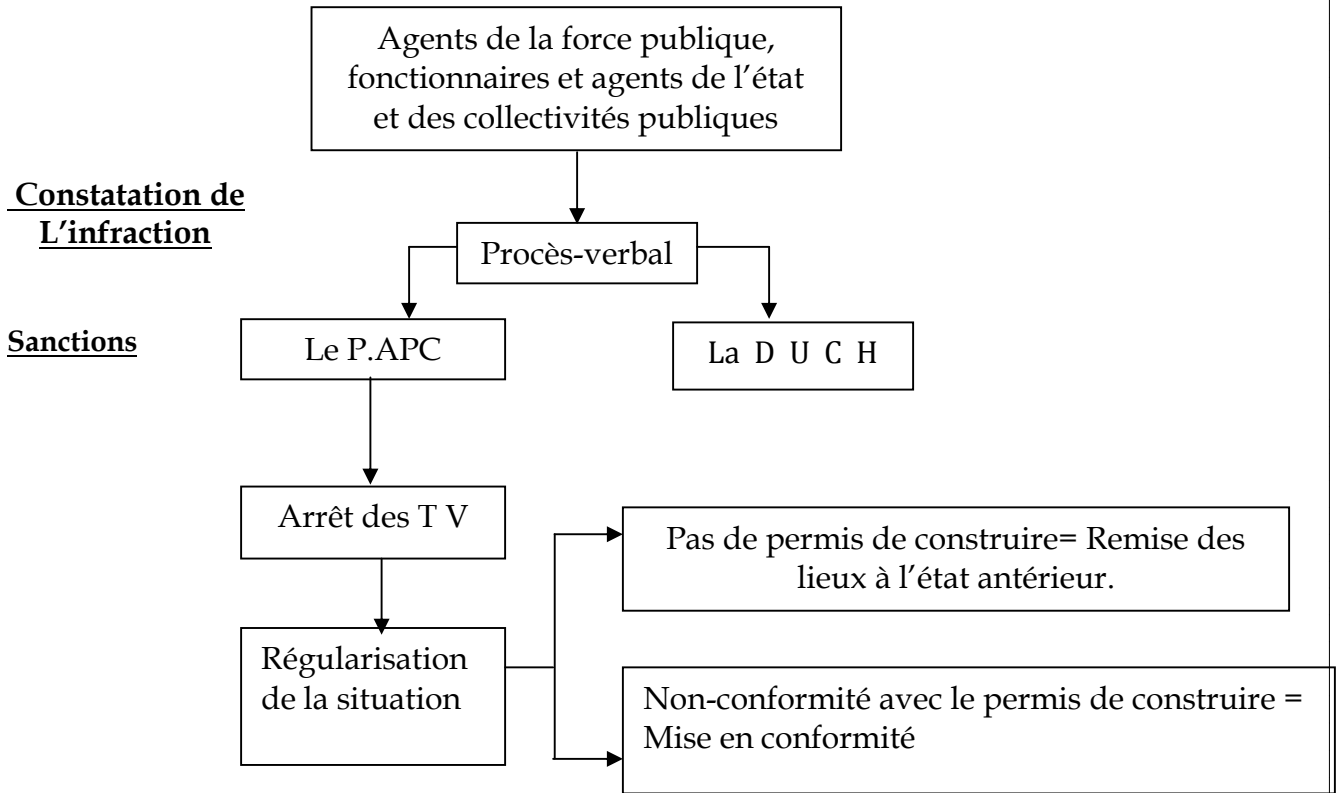 Agents de la force publique,
fonctionnaires et agents de l'état
et des collectivités publiques
Constatation de
L'infraction
Procès-verbal
Sanctions
Le P.APC
La D U C H
Arrêt des T V
Pas de permis de construire= Remise des
lieux à l'état antérieur.
Régularisation
de la situation
Non-conformité avec le permis de construire =
Mise en conformité